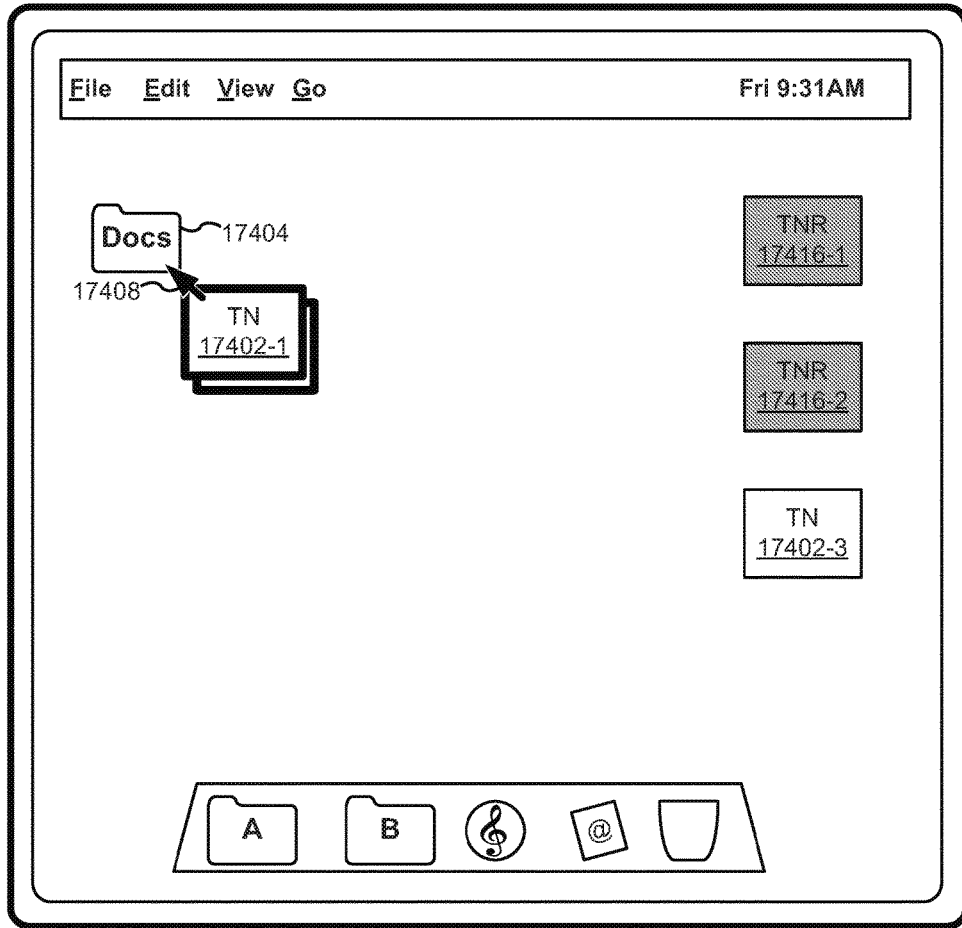 File Edit View Go Fri 9:31AM
Docs
17404
17408
TN
17402-1
TNR
17416-1
TNR
17416-2
TN
17402-3
A B @